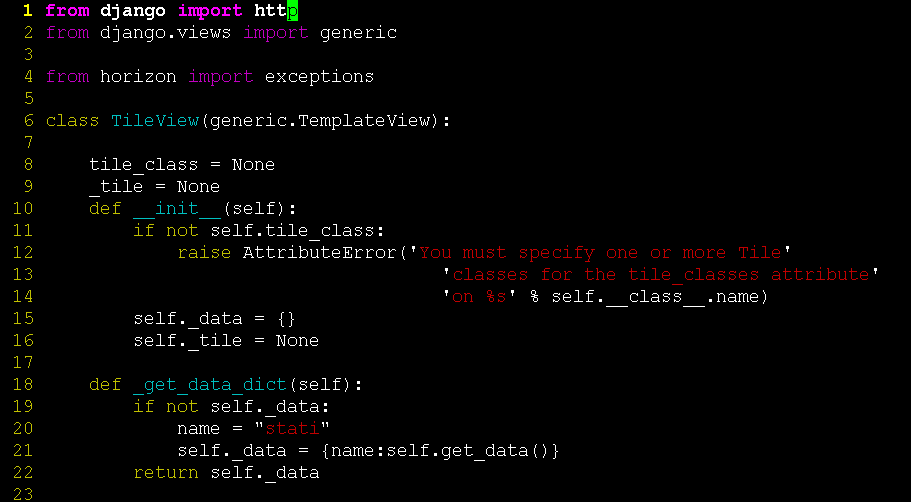 1 from django import http
2 from django.views import generic
3
4 from horizon import exceptions
5
6 class TileView(generic.TemplateView):
7
8     tile_class = None
9     _tile = None
10     def __init__(self):
11         if not self.tile_class:
12             raise AttributeError('You must specify one or more Tile'
13                                     'classes for the tile_classes attribute'
14                                     'on %s' % self.__class__.name)
15         self._data = {}
16         self._tile = None
17
18     def _get_data_dict(self):
19         if not self._data:
20             name = "stati"
21             self._data = {name:self.get_data()}
22         return self._data
23